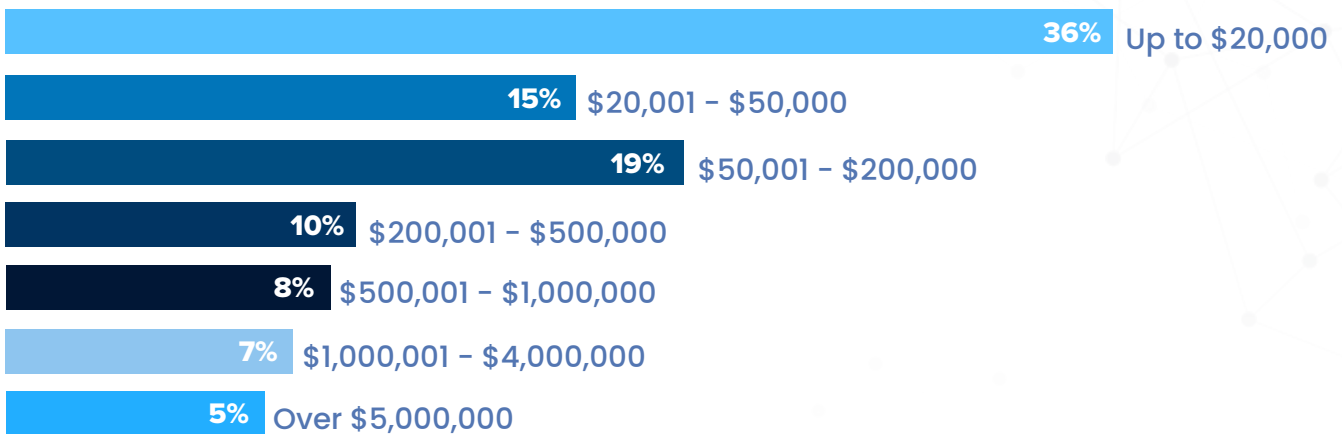 36% Up to $20,000
15% $20,001 - $50,000
19% $50,001 - $200,000
10% $200,001 - $500,000
8% $500,001 - $1,000,000
7% $1,000,001 - $4,000,000
5% Over $5,000,000